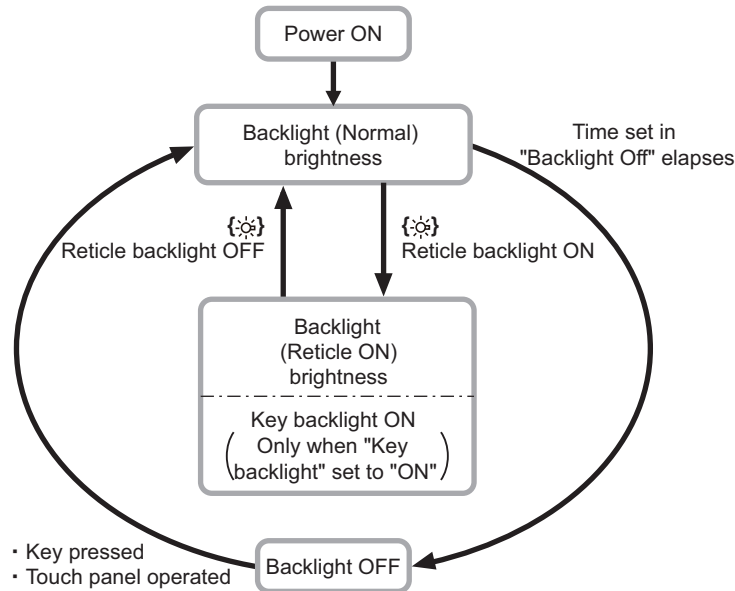 Power ON
Backlight (Normal)
brightness
Time set in
"Backlight Off" elapses
{☼}
Reticle backlight OFF
{☼}
Reticle backlight ON
Backlight
(Reticle ON)
brightness
Key backlight ON
(Only when "Key
backlight" set to "ON")
・Key pressed
・Touch panel operated
Backlight OFF